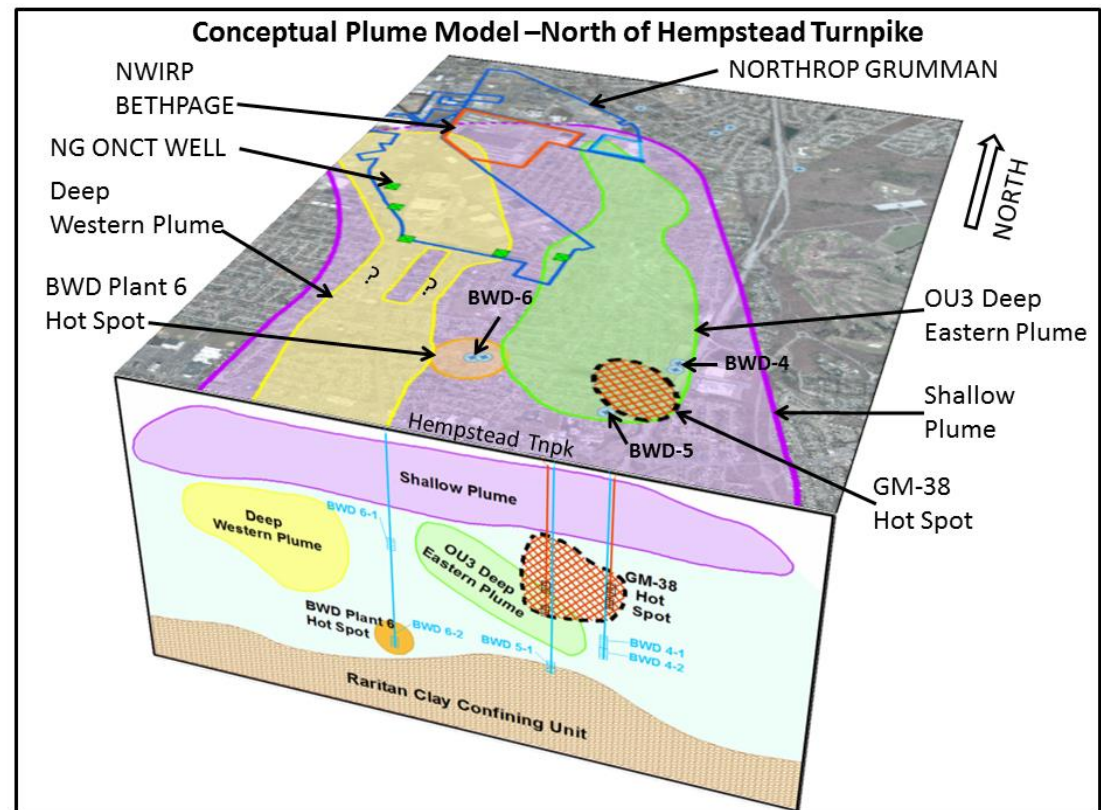 Conceptual Plume Model –North of Hempstead Turnpike
NWIRP
BETHPAGE
NORTHROP GRUMMAN
NG ONCT WELL
Deep
Western Plume
BWD Plant 6
Hot Spot
NORTH
?
?
BWD-6
OU3 Deep
Eastern Plume
BWD-4
Shallow
Plume
BWD-5
GM-38
Hot Spot
Hempstead Tnpk
Shallow Plume
Deep
Western Plume
BWD 6-1
OU3 Deep
Eastern Plume
GM-38
Hot
Spot
BWD Plant 6
Hot Spot
BWD 6-2
BWD 5-1
BWD 4-1
BWD 4-2
Raritan Clay Confining Unit